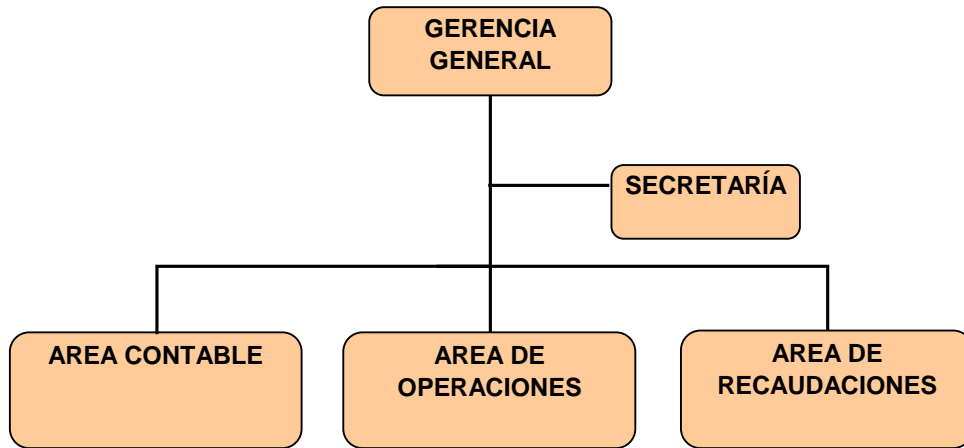 GERENCIA
GENERAL
SECRETARÍA
AREA CONTABLE
AREA DE
OPERACIONES
AREA DE
RECAUDACIONES